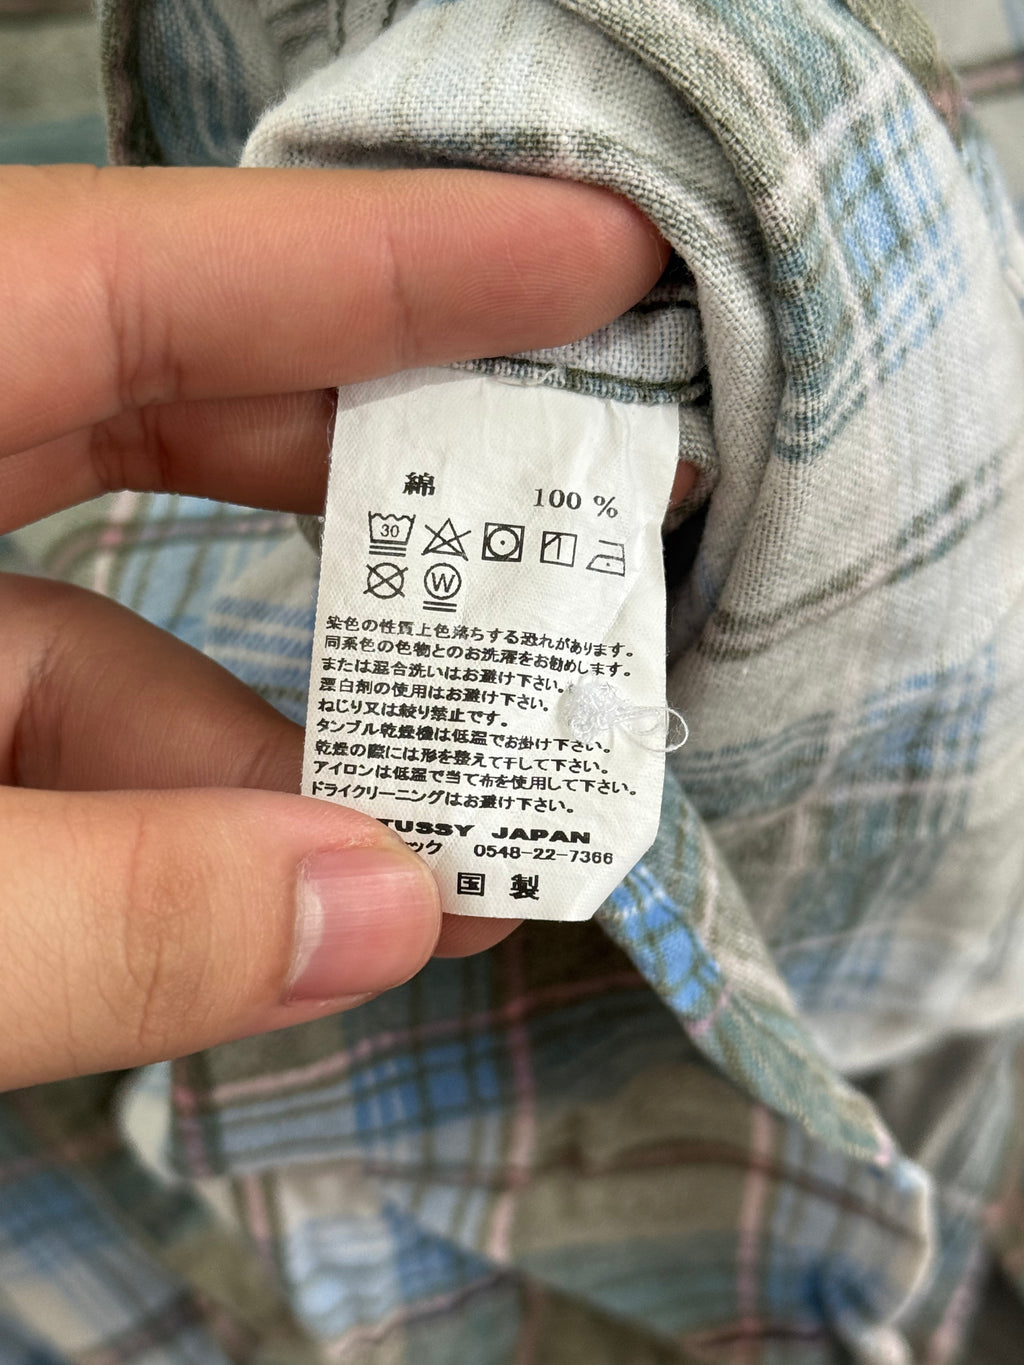 綿 100 %
30
W
染色の性質上色落ちする恐れがあります。
同系色の色物とのお洗濯をお勧めします。
または混合洗いはお避け下さい。
漂白剤の使用はお避け下さい。
ねじり又は絞り禁止です。
タンブル乾燥機は低温でお掛け下さい。
乾燥の際には形を整えて干して下さい。
アイロンは低温で当て布を使用して下さい。
ドライクリーニングはお避け下さい。
TUSSY JAPAN
ック 0548-22-7366
国 製